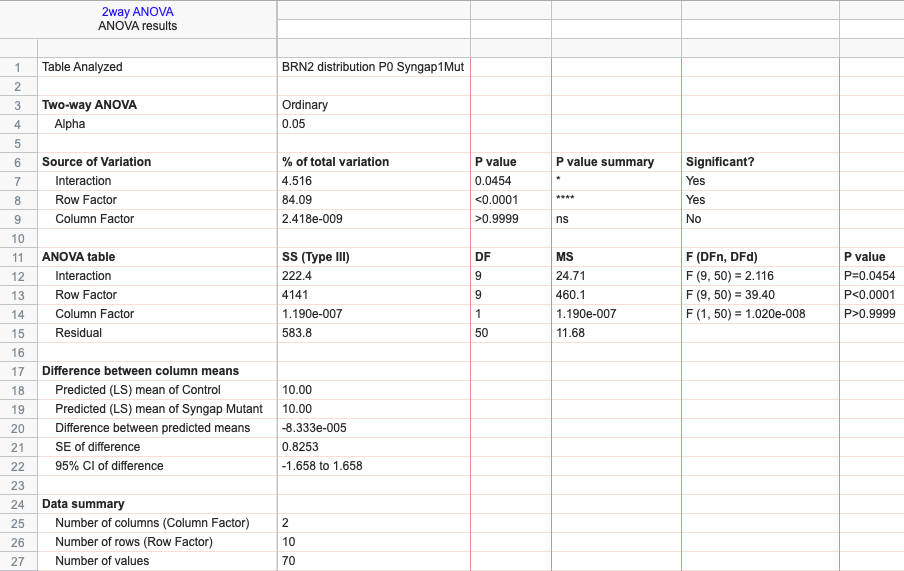 2way ANOVA
ANOVA results
1 Table Analyzed BRN2 distribution P0 Syngap1Mut
2
3 Two-way ANOVA Ordinary
4 Alpha 0.05
5
6 Source of Variation % of total variation P value P value summary Significant?
7 Interaction 4.516 0.0454 * Yes
8 Row Factor 84.09 <0.0001 **** Yes
9 Column Factor 2.418e-009 >0.9999 ns No
10
11 ANOVA table SS (Type III) DF MS F (DFn, DFd) P value
12 Interaction 222.4 9 24.71 F (9, 50) = 2.116 P=0.0454
13 Row Factor 4141 9 460.1 F (9, 50) = 39.40 P<0.0001
14 Column Factor 1.190e-007 1 1.190e-007 F (1, 50) = 1.020e-008 P>0.9999
15 Residual 583.8 50 11.68
16
17 Difference between column means
18 Predicted (LS) mean of Control 10.00
19 Predicted (LS) mean of Syngap Mutant 10.00
20 Difference between predicted means -8.333e-005
21 SE of difference 0.8253
22 95% CI of difference -1.658 to 1.658
23
24 Data summary
25 Number of columns (Column Factor) 2
26 Number of rows (Row Factor) 10
27 Number of values 70